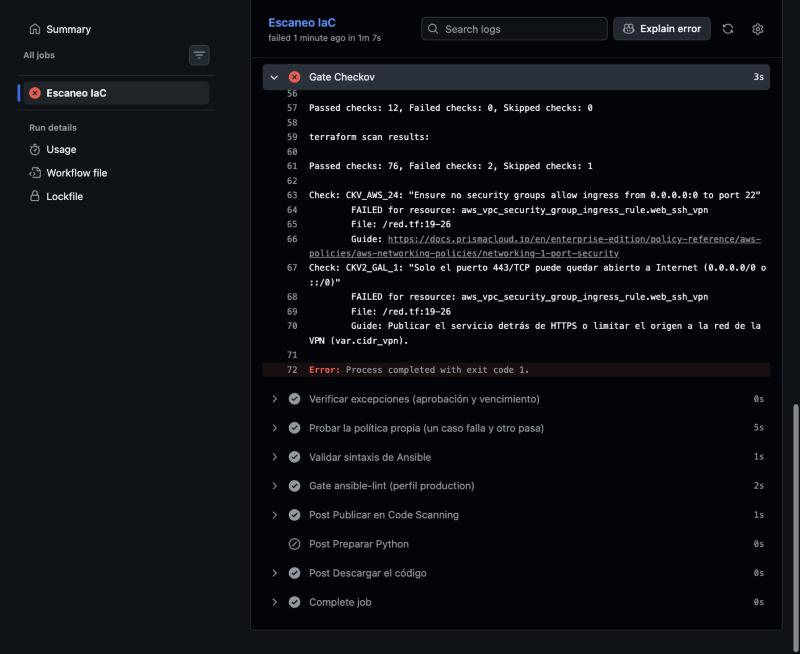 Summary
All jobs
Escaneo IaC
Run details
Usage
Workflow file
Lockfile
Escaneo IaC
failed 1 minute ago in 1m 7s
Search logs
Explain error
Gate Checkov 3s
56
57 Passed checks: 12, Failed checks: 0, Skipped checks: 0
58
59 terraform scan results:
60
61 Passed checks: 76, Failed checks: 2, Skipped checks: 1
62
63 Check: CKV_AWS_24: "Ensure no security groups allow ingress from 0.0.0.0:0 to port 22"
64 FAILED for resource: aws_vpc_security_group_ingress_rule.web_ssh_vpn
65 File: /red.tf:19-26
66 Guide: https://docs.prismacloud.io/en/enterprise-edition/policy-reference/aws-
policies/aws-networking-policies/networking-1-port-security
67 Check: CKV2_GAL_1: "Solo el puerto 443/TCP puede quedar abierto a Internet (0.0.0.0/0 o
::/0)"
68 FAILED for resource: aws_vpc_security_group_ingress_rule.web_ssh_vpn
69 File: /red.tf:19-26
70 Guide: Publicar el servicio detrás de HTTPS o limitar el origen a la red de la
VPN (var.cidr_vpn).
71
72 Error: Process completed with exit code 1.
Verificar excepciones (aprobación y vencimiento) 0s
Probar la política propia (un caso falla y otro pasa) 5s
Validar sintaxis de Ansible 1s
Gate ansible-lint (perfil production) 2s
Post Publicar en Code Scanning 1s
Post Preparar Python 0s
Post Descargar el código 0s
Complete job 0s